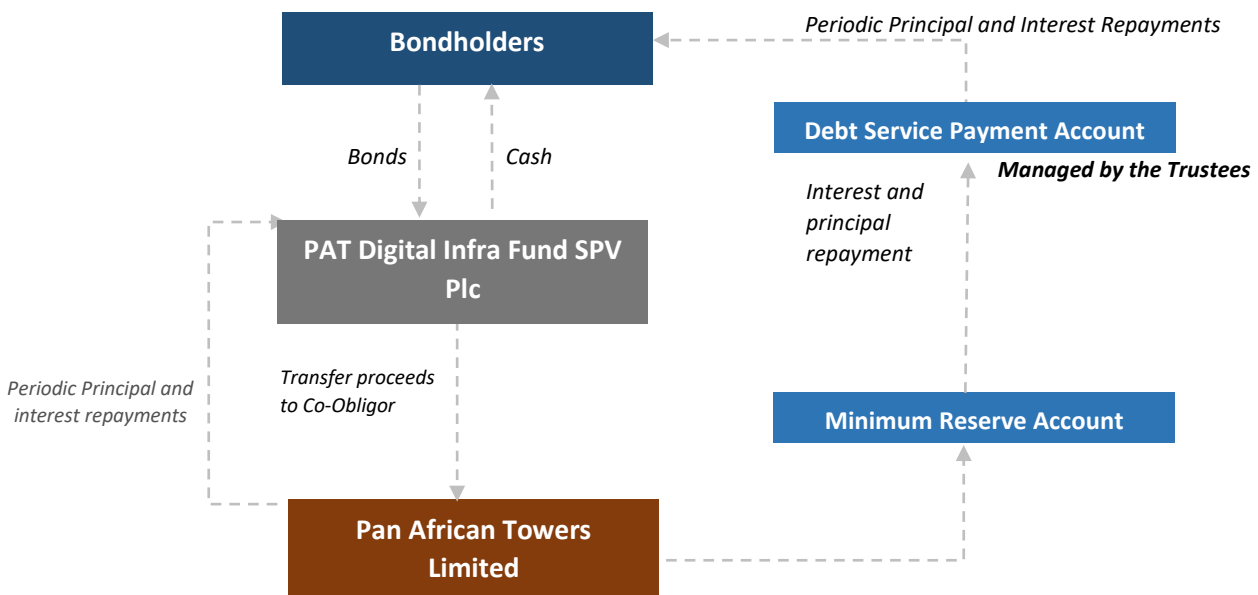 Bondholders
Periodic Principal and Interest Repayments
Debt Service Payment Account
Managed by the Trustees
Bonds
Cash
Interest and
principal
repayment
PAT Digital Infra Fund SPV
Plc
Periodic Principal and
interest repayments
Transfer proceeds
to Co-Obligor
Minimum Reserve Account
Pan African Towers
Limited